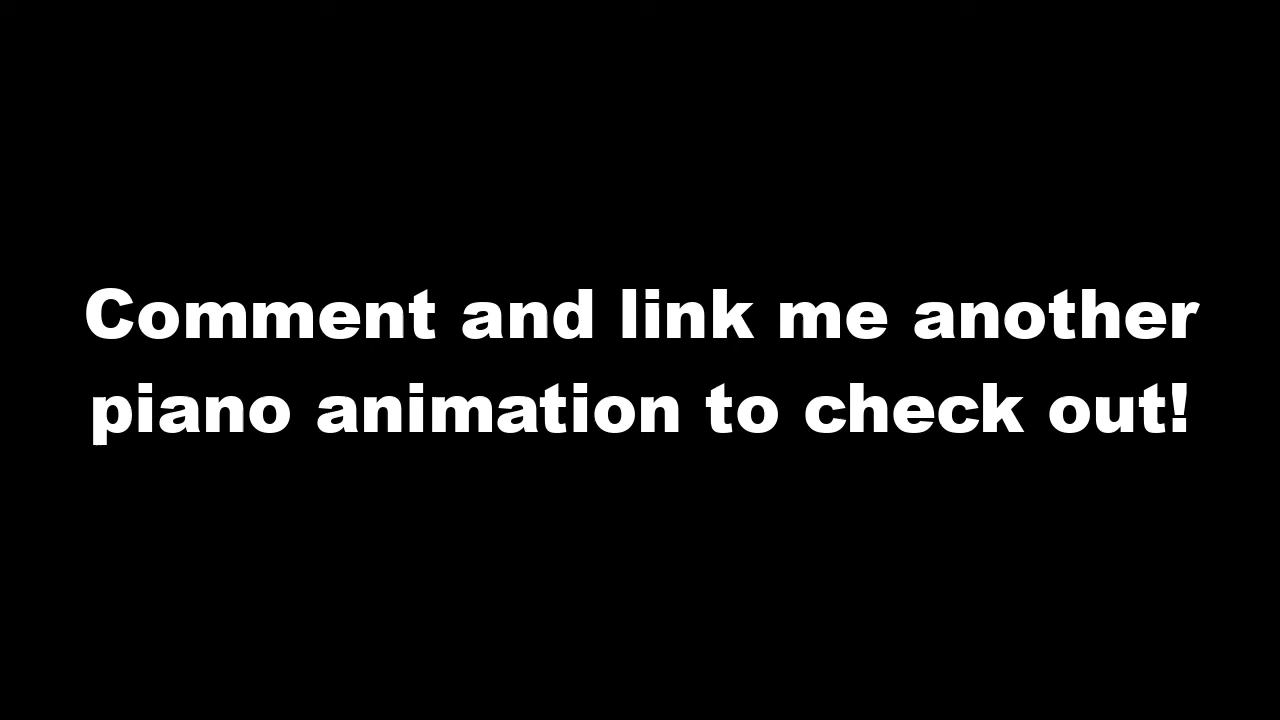 Comment and link me another
piano animation to check out!